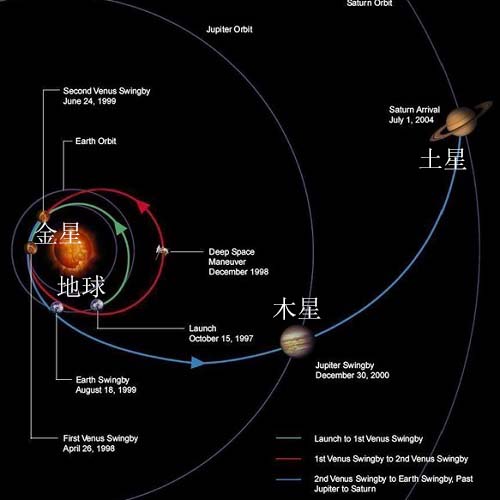 Saturn Orbit
Jupiter Orbit
Second Venus Swingby
June 24, 1999
Saturn Arrival
July 1, 2004
Earth Orbit
土星
金星
Deep Space
Maneuver
December 1998
地球
木星
Launch
October 15, 1997
Jupiter Swingby
December 30, 2000
Earth Swingby
August 18, 1999
First Venus Swingby
April 26, 1998
Launch to 1st Venus Swingby
1st Venus Swingby to 2nd Venus Swingby
2nd Venus Swingby to Earth Swingby, Past
Jupiter to Saturn